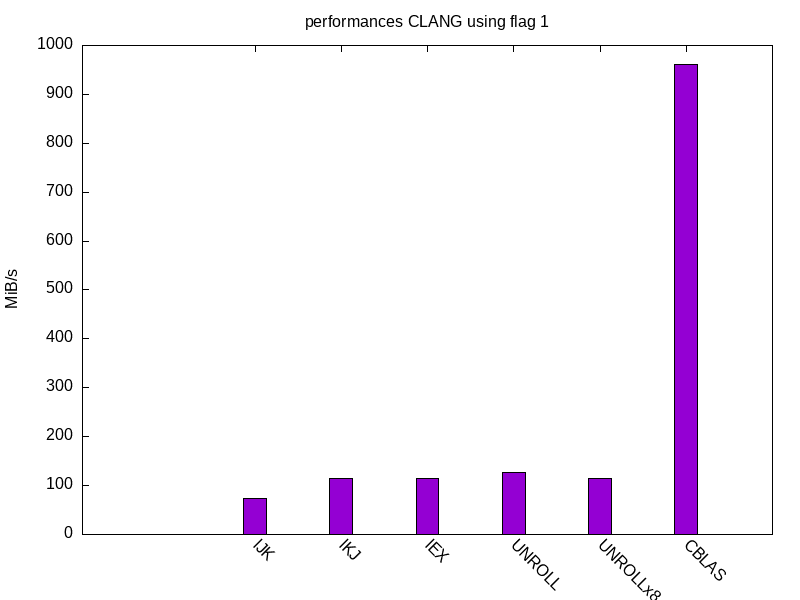 performances CLANG using flag 1
1000
900
800
700
600
500
400
300
200
100
0
MiB/s
IJK
IKJ
IEX
UNROLL
UNROLLx8
CBLAS